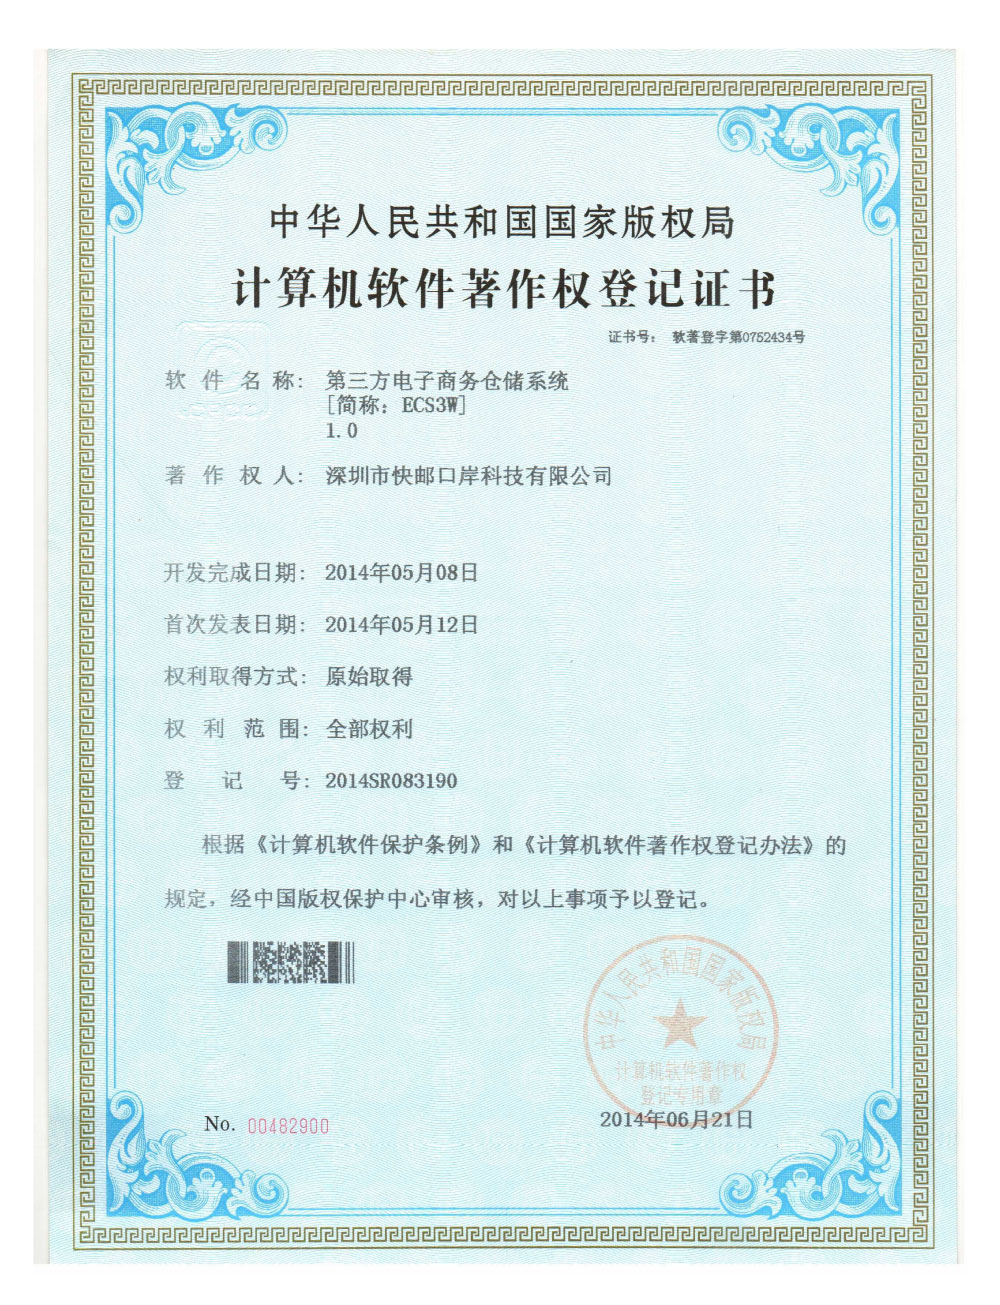 中华人民共和国国家版权局
计算机软件著作权登记证书
证书号： 软著登字第0752434号
软件名称： 第三方电子商务仓储系统
[简称：ECS3W]
1.0
著作权人： 深圳市快邮口岸科技有限公司
开发完成日期： 2014年05月08日
首次发表日期： 2014年05月12日
权利取得方式： 原始取得
权利范围： 全部权利
登记号： 2014SR083190
根据《计算机软件保护条例》和《计算机软件著作权登记办法》的
规定，经中国版权保护中心审核，对以上事项予以登记。
中华人民共和国国家版权局
计算机软件著作权
登记专用章
No. 00482900
2014年06月21日